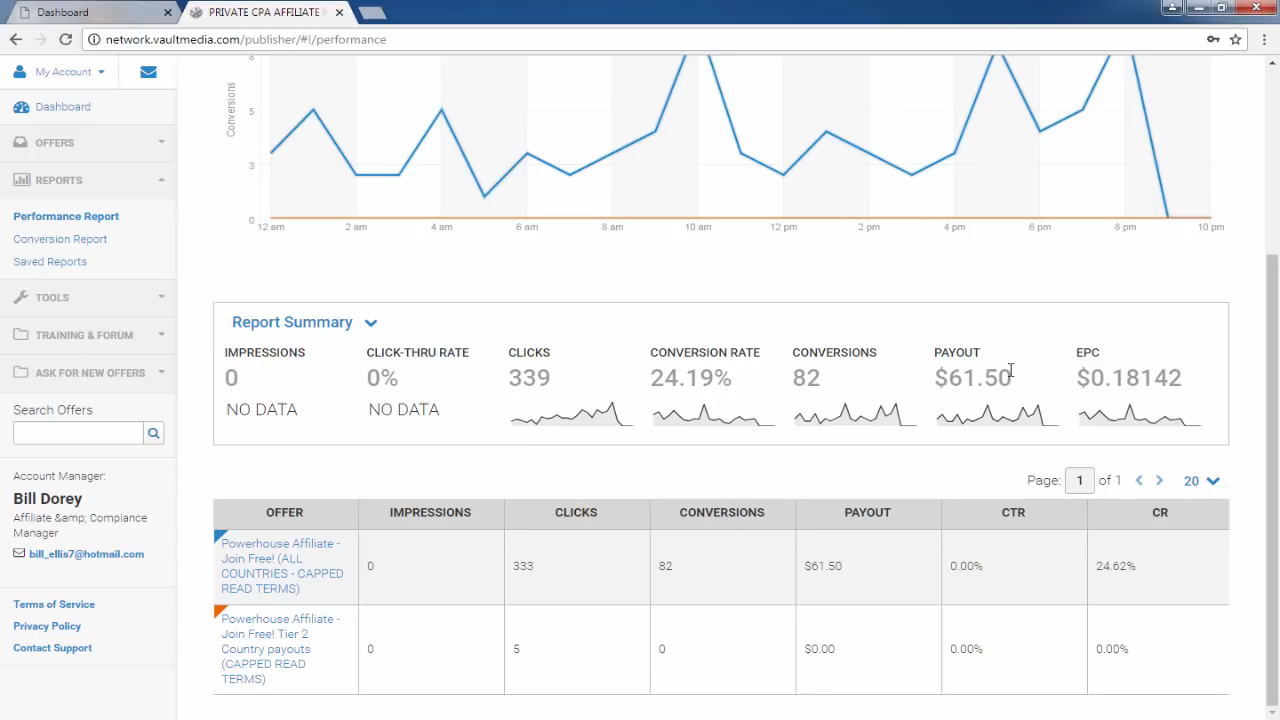 Dashboard
PRIVATE CPA AFFILIATE
network.vaultmedia.com/publisher/#!/performance
My Account
Dashboard
OFFERS
REPORTS
Performance Report
Conversion Report
Saved Reports
TOOLS
TRAINING & FORUM
ASK FOR NEW OFFERS
Search Offers
Account Manager:
Bill Dorey
Affiliate &amp; Compiance
Manager
bill_ellis7@hotmail.com
Terms of Service
Privacy Policy
Contact Support
Conversions
8
5
3
0
12 am 2 am 4 am 6 am 8 am 10 am 12 pm 2 pm 4 pm 6 pm 8 pm 10 pm
Report Summary
IMPRESSIONS CLICK-THRU RATE CLICKS CONVERSION RATE CONVERSIONS PAYOUT EPC
0 0% 339 24.19% 82 $61.50 $0.18142
NO DATA NO DATA
Page: 1 of 1 20
OFFER IMPRESSIONS CLICKS CONVERSIONS PAYOUT CTR CR
Powerhouse Affiliate -
Join Free! (ALL
COUNTRIES - CAPPED
READ TERMS)
0 333 82 $61.50 0.00% 24.62%
Powerhouse Affiliate -
Join Free! Tier 2
Country payouts
(CAPPED READ
TERMS)
0 5 0 $0.00 0.00% 0.00%